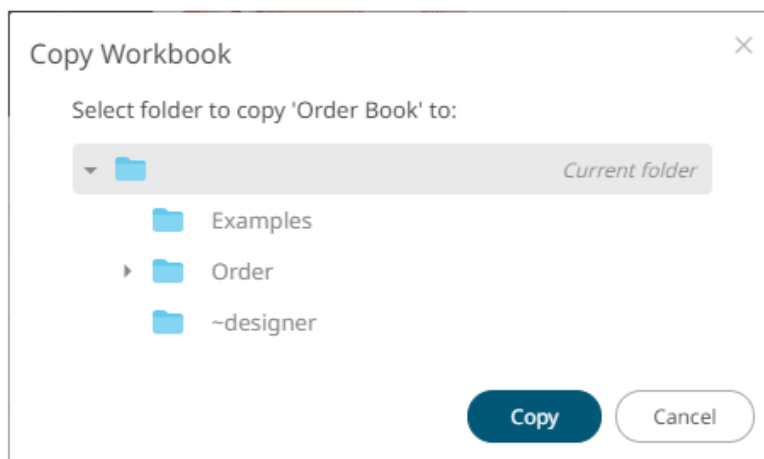 Copy Workbook
Select folder to copy 'Order Book' to:
Current folder
Examples
Order
~designer
Copy Cancel